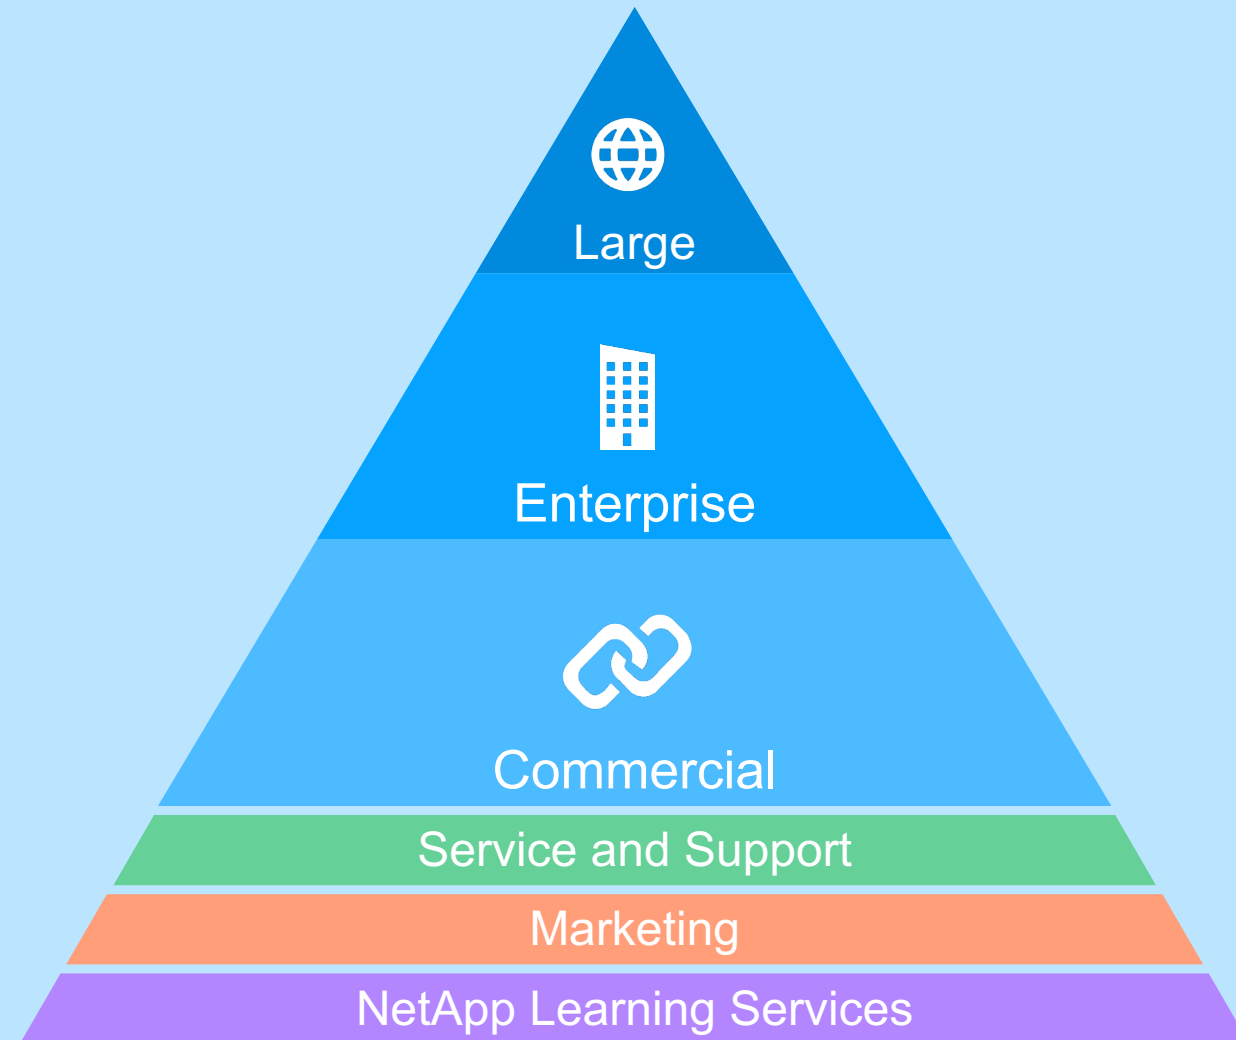 Large
Enterprise
Commercial
Service and Support
Marketing
NetApp Learning Services